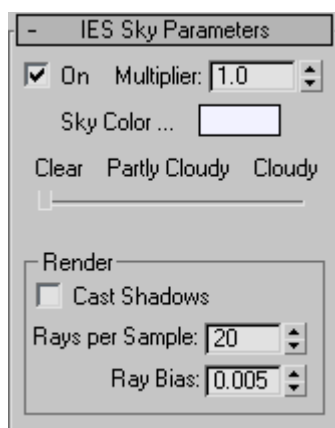 - IES Sky Parameters
On Multiplier: 1.0
Sky Color ...
Clear Partly Cloudy Cloudy
Render
Cast Shadows
Rays per Sample: 20
Ray Bias: 0.005